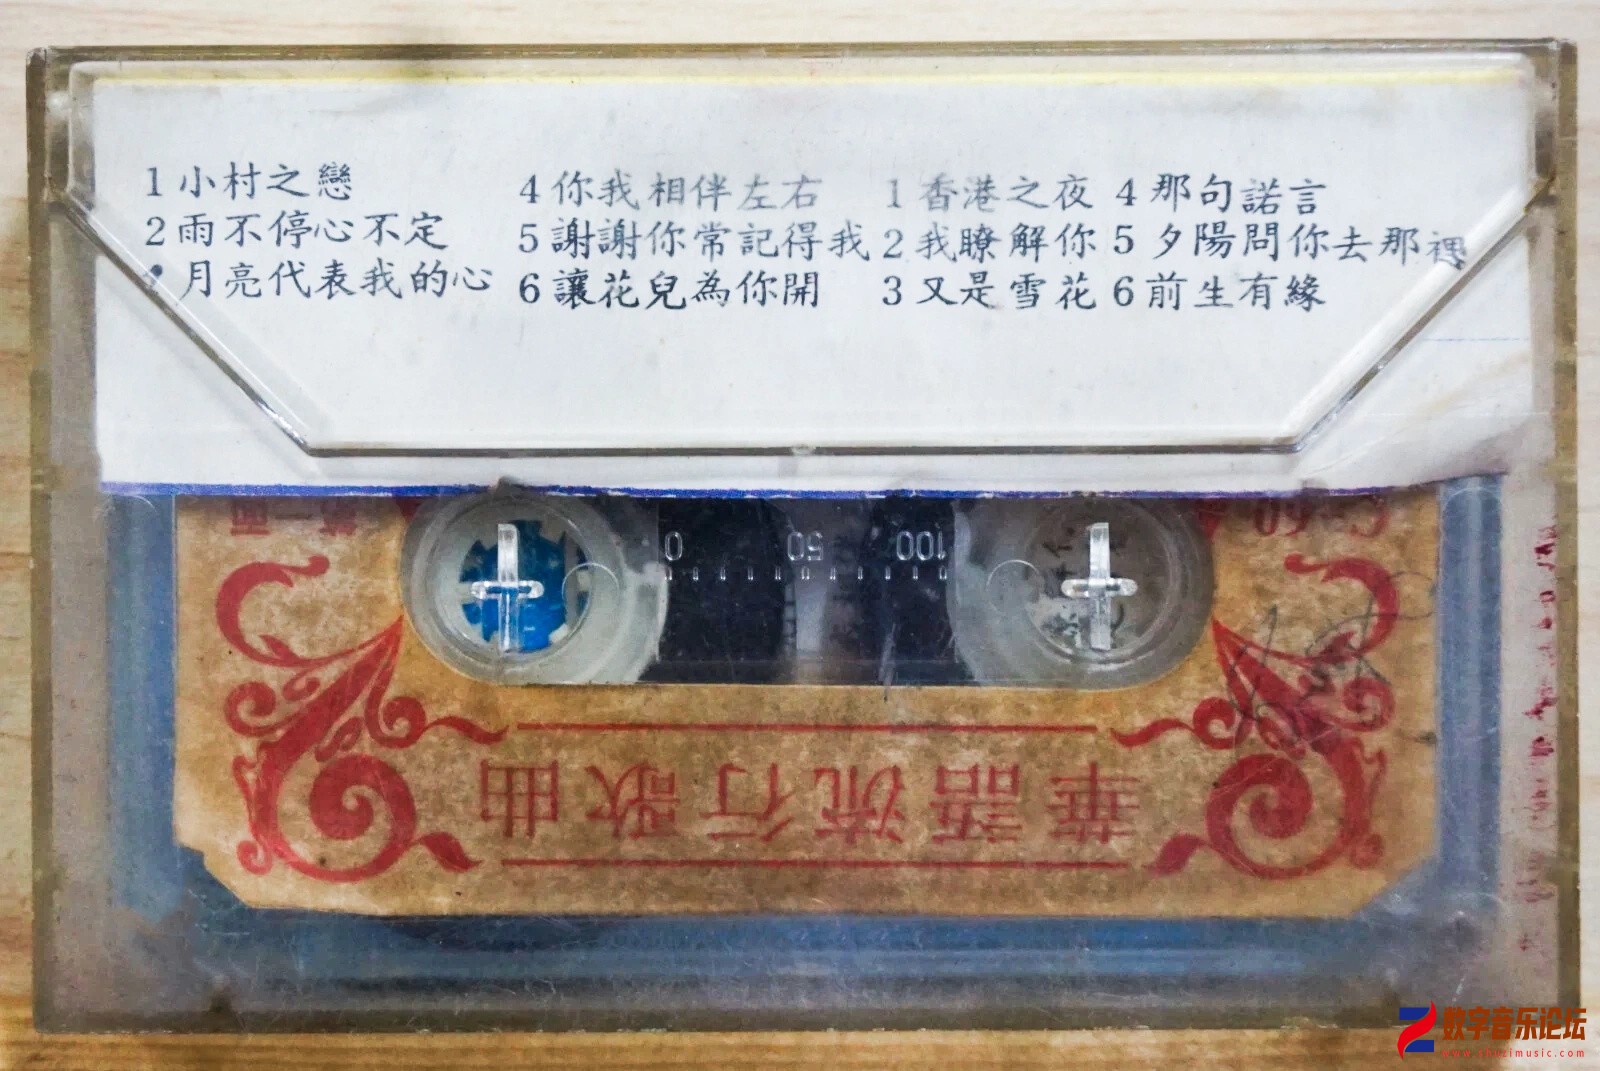 1 小村之戀
2 雨不停心不定
月亮代表我的心
4 你我相伴左右
5 謝謝你常記得我
6 讓花兒為你開
1 香港之夜
2 我瞭解你
3 又是雪花
4 那句諾言
5 夕陽問你去那裡
6 前生有緣
0 50 100
華語流行歌曲
数字音乐论坛